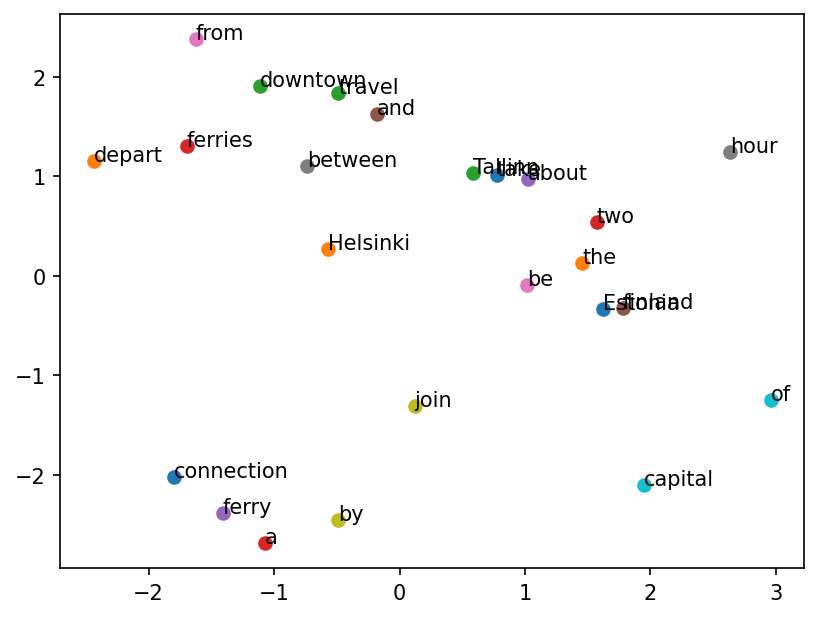 from
downtown
travel
and
ferries
depart
between
hour
Tallinn
take
about
two
Helsinki
the
be
Estonia
finland
join
of
connection
capital
ferry
by
a
2
1
0
−1
−2
−2
−1
0
1
2
3